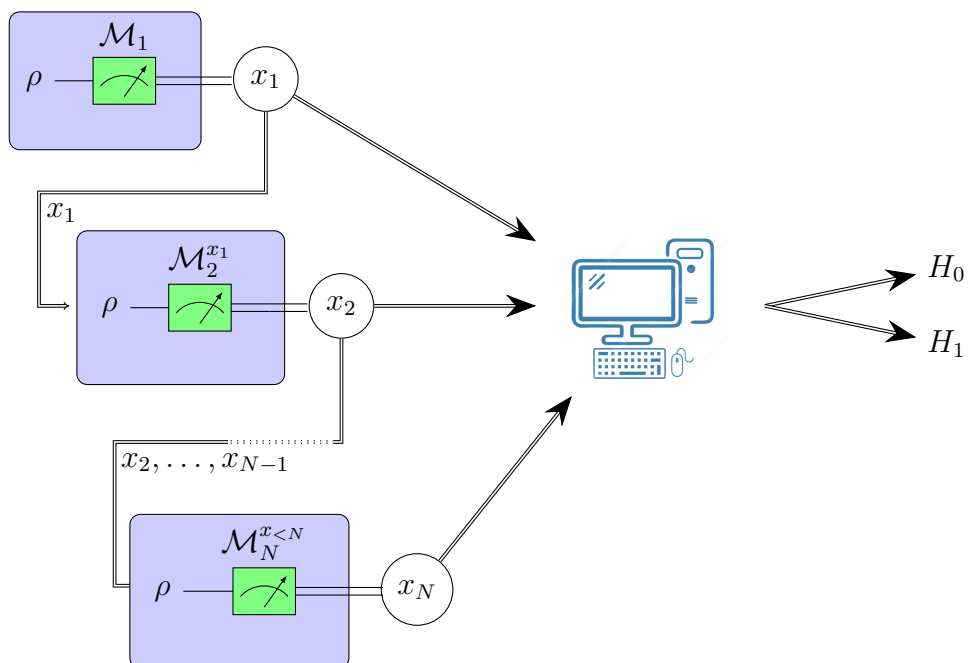 M₁
ρ
x₁
x₁
M₂^{x₁}
ρ
x₂
H₀
H₁
x₂, . . . , x_{N−1}
M_N^{x_{<N}}
ρ
x_N